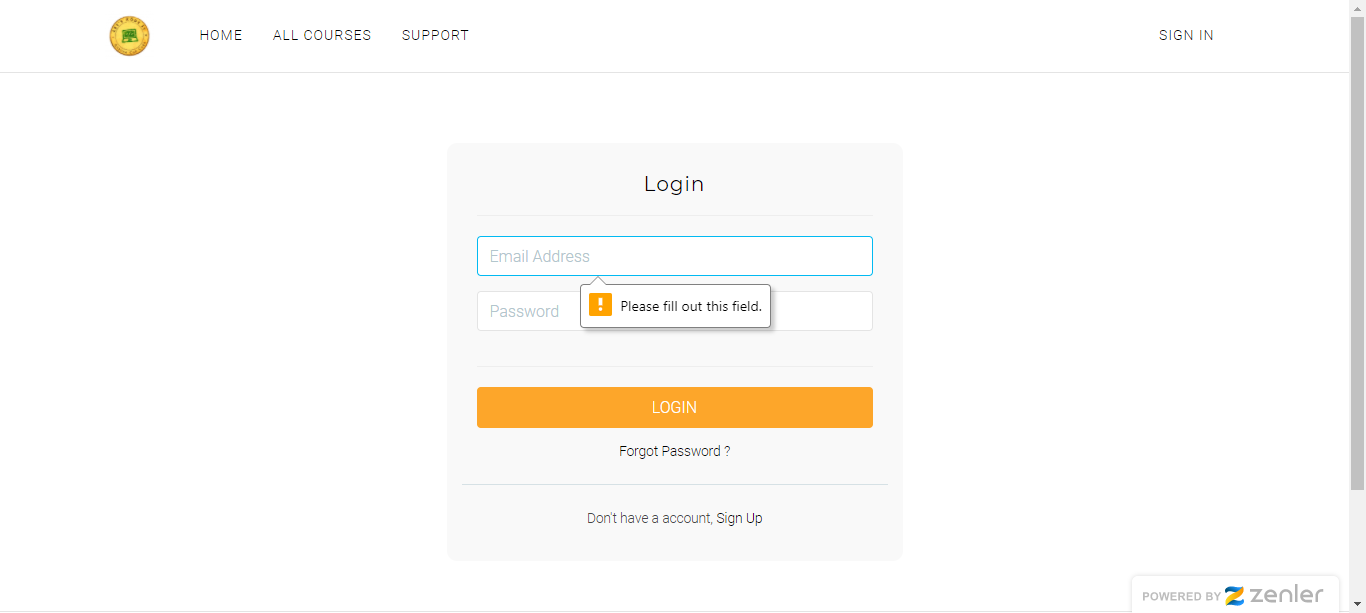 HOME ALL COURSES SUPPORT SIGN IN
Login
Email Address
Please fill out this field.
Password
LOGIN
Forgot Password ?
Don't have a account, Sign Up
POWERED BY zenler